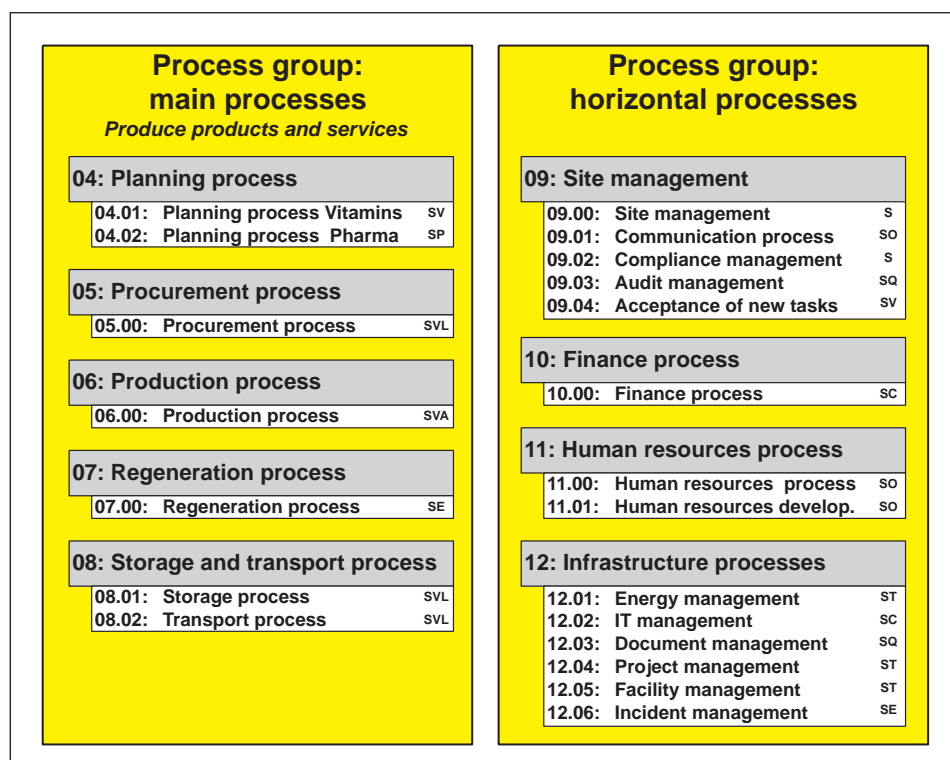 Process group:
main processes
Produce products and services
04: Planning process
04.01: Planning process Vitamins SV
04.02: Planning process Pharma SP
05: Procurement process
05.00: Procurement process SVL
06: Production process
06.00: Production process SVA
07: Regeneration process
07.00: Regeneration process SE
08: Storage and transport process
08.01: Storage process SVL
08.02: Transport process SVL
Process group:
horizontal processes
09: Site management
09.00: Site management S
09.01: Communication process SO
09.02: Compliance management S
09.03: Audit management SQ
09.04: Acceptance of new tasks SV
10: Finance process
10.00: Finance process SC
11: Human resources process
11.00: Human resources process SO
11.01: Human resources develop. SO
12: Infrastructure processes
12.01: Energy management ST
12.02: IT management SC
12.03: Document management SQ
12.04: Project management ST
12.05: Facility management ST
12.06: Incident management SE